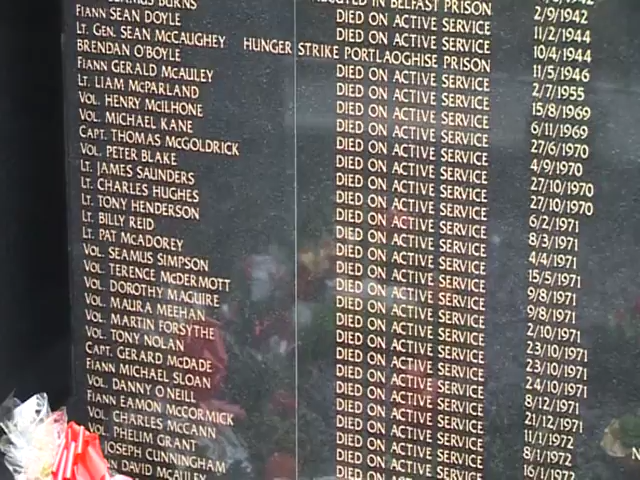 EXECUTED IN BELFAST PRISON 2/9/1942
BURNS DIED ON ACTIVE SERVICE 11/2/1944
FIANN SEAN DOYLE DIED ON ACTIVE SERVICE 10/4/1944
LT. GEN. SEAN McCAUGHEY HUNGER STRIKE PORTLAOGHISE PRISON 11/5/1946
BRENDAN O'BOYLE DIED ON ACTIVE SERVICE 2/7/1955
FIANN GERALD McAULEY DIED ON ACTIVE SERVICE 15/8/1969
LT. LIAM McPARLAND DIED ON ACTIVE SERVICE 6/11/1969
VOL. HENRY McILHONE DIED ON ACTIVE SERVICE 27/6/1970
VOL. MICHAEL KANE DIED ON ACTIVE SERVICE 4/9/1970
CAPT. THOMAS McGOLDRICK DIED ON ACTIVE SERVICE 27/10/1970
VOL. PETER BLAKE DIED ON ACTIVE SERVICE 27/10/1970
LT. JAMES SAUNDERS DIED ON ACTIVE SERVICE 6/2/1971
LT. CHARLES HUGHES DIED ON ACTIVE SERVICE 8/3/1971
LT. TONY HENDERSON DIED ON ACTIVE SERVICE 4/4/1971
LT. BILLY REID DIED ON ACTIVE SERVICE 15/5/1971
LT. PAT McADOREY DIED ON ACTIVE SERVICE 9/8/1971
VOL. SEAMUS SIMPSON DIED ON ACTIVE SERVICE 9/8/1971
VOL. TERENCE McDERMOTT DIED ON ACTIVE SERVICE 2/10/1971
VOL. DOROTHY MAGUIRE DIED ON ACTIVE SERVICE 23/10/1971
VOL. MAURA MEEHAN DIED ON ACTIVE SERVICE 23/10/1971
VOL. MARTIN FORSYTHE DIED ON ACTIVE SERVICE 24/10/1971
VOL. TONY NOLAN DIED ON ACTIVE SERVICE 8/12/1971
CAPT. GERARD McDADE DIED ON ACTIVE SERVICE 21/12/1971
FIANN MICHAEL SLOAN DIED ON ACTIVE SERVICE 11/1/1972
VOL. DANNY O'NEILL DIED ON ACTIVE SERVICE 8/1/1972
FIANN EAMON McCORMICK DIED ON ACTIVE SERVICE 16/1/1972
VOL. CHARLES McCANN DIED ON
VOL. PHELIM GRANT
JOSEPH CUNNINGHAM
DAVID McAULEY